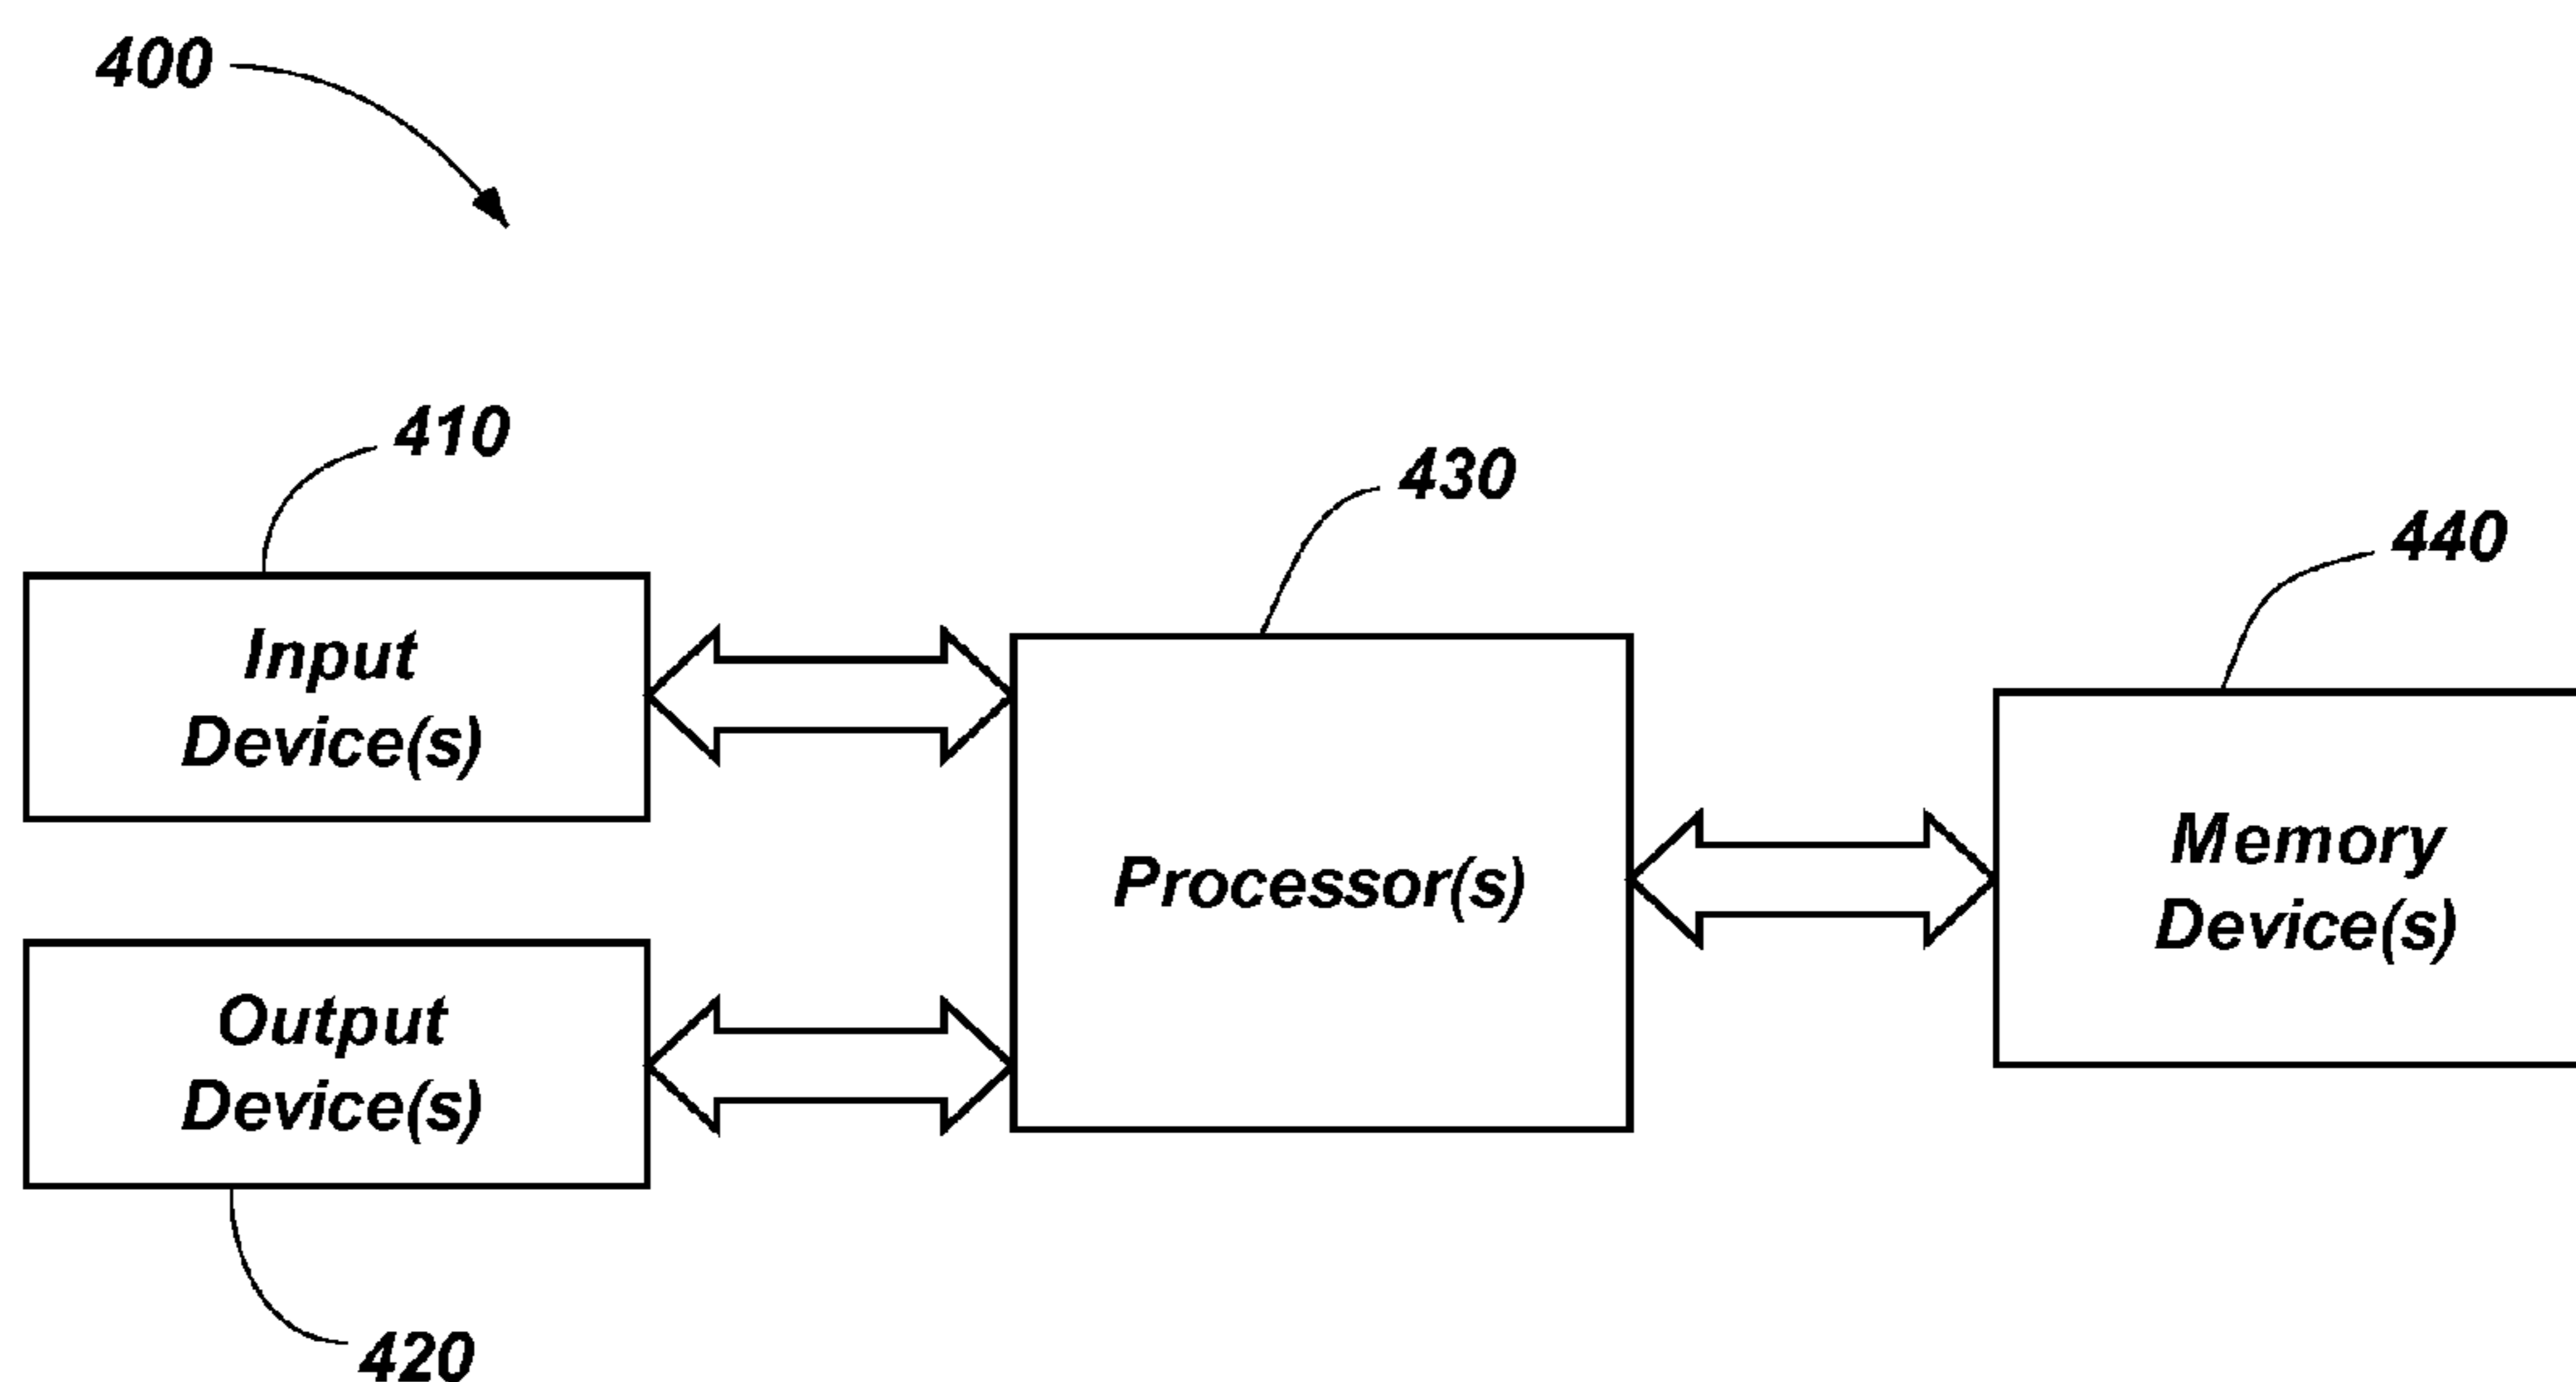 400
410
430
440
Input
Device(s)
Processor(s)
Memory
Device(s)
Output
Device(s)
420